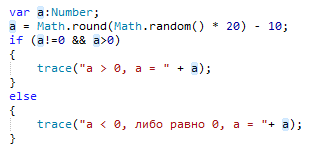 var a:Number;
a = Math.round(Math.random() * 20) - 10;
if (a!=0 && a>0)
{
trace("a > 0, a = " + a);
}
else
{
trace("a < 0, либо равно 0, a = "+ a);
}